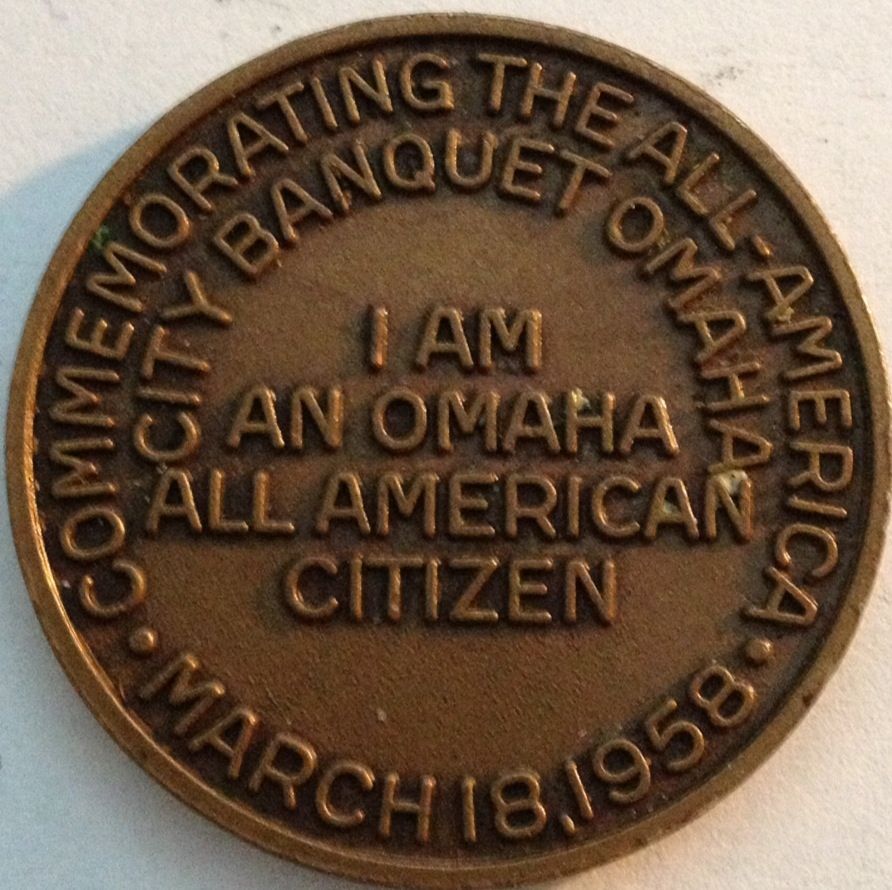 COMMEMORATING THE ALL-AMERICA
CITY BANQUET OMAHA
I AM
AN OMAHA
ALL AMERICAN
CITIZEN
• MARCH 18, 1958 •